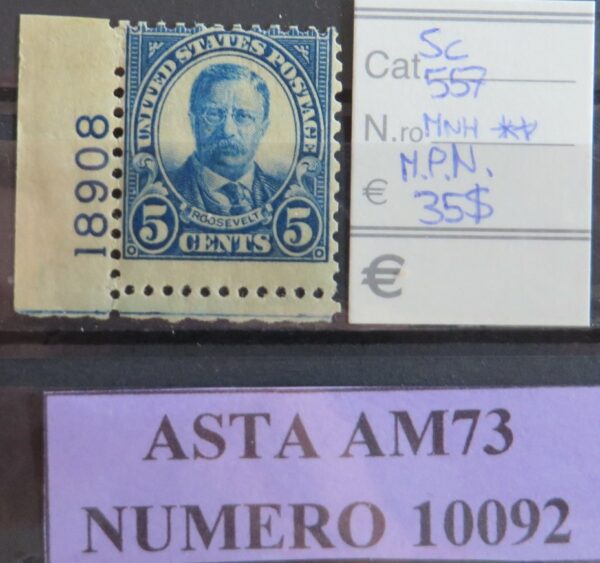 18908
UNITED STATES POSTAGE
ROOSEVELT
5 CENTS 5
Cat. Sc
557
N.ro MNH **
M.P.N.
€ 35$
€
ASTA AM73
NUMERO 10092